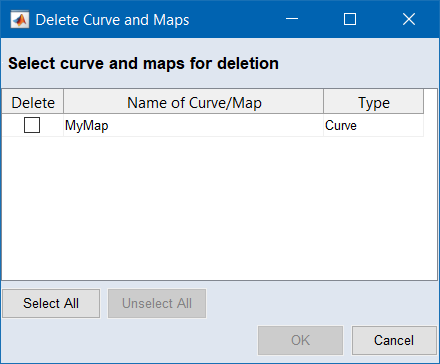 Delete Curve and Maps
Select curve and maps for deletion
Delete Name of Curve/Map Type
MyMap Curve
Select All Unselect All
OK Cancel